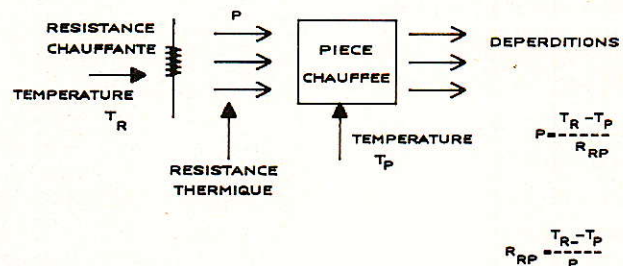 RESISTANCE
CHAUFFANTE
TEMPERATURE
T_R
P
RESISTANCE
THERMIQUE
PIECE
CHAUFFEE
TEMPERATURE
T_P
DEPERDITIONS
P=(T_R-T_P)/R_RP
R_RP=(T_R-T_P)/P